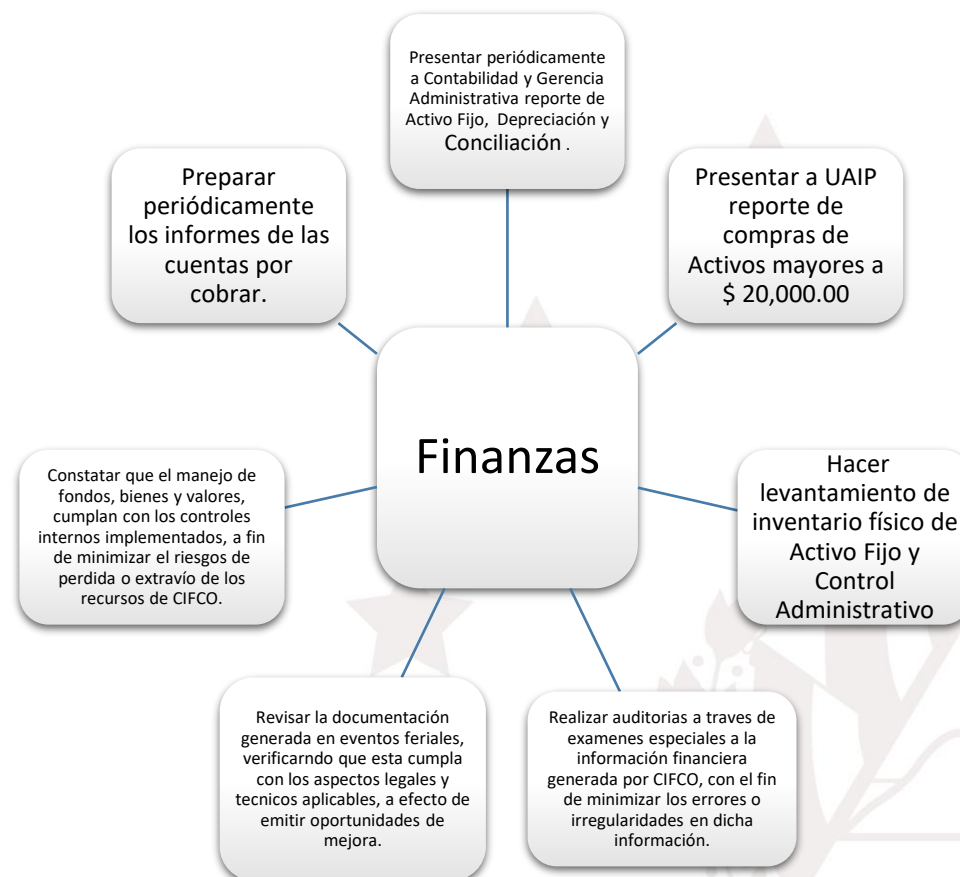 Presentar periódicamente
a Contabilidad y Gerencia
Administrativa reporte de
Activo Fijo, Depreciación y
Conciliación .
Preparar
periódicamente
los informes de las
cuentas por
cobrar.
Presentar a UAIP
reporte de
compras de
Activos mayores a
$ 20,000.00
Finanzas
Constatar que el manejo de
fondos, bienes y valores,
cumplan con los controles
internos implementados, a fin
de minimizar el riesgos de
perdida o extravío de los
recursos de CIFCO.
Hacer
levantamiento de
inventario físico de
Activo Fijo y
Control
Administrativo
Revisar la documentación
generada en eventos feriales,
verificarndo que esta cumpla
con los aspectos legales y
tecnicos aplicables, a efecto de
emitir oportunidades de
mejora.
Realizar auditorias a traves de
examenes especiales a la
información financiera
generada por CIFCO, con el fin
de minimizar los errores o
irregularidades en dicha
información.